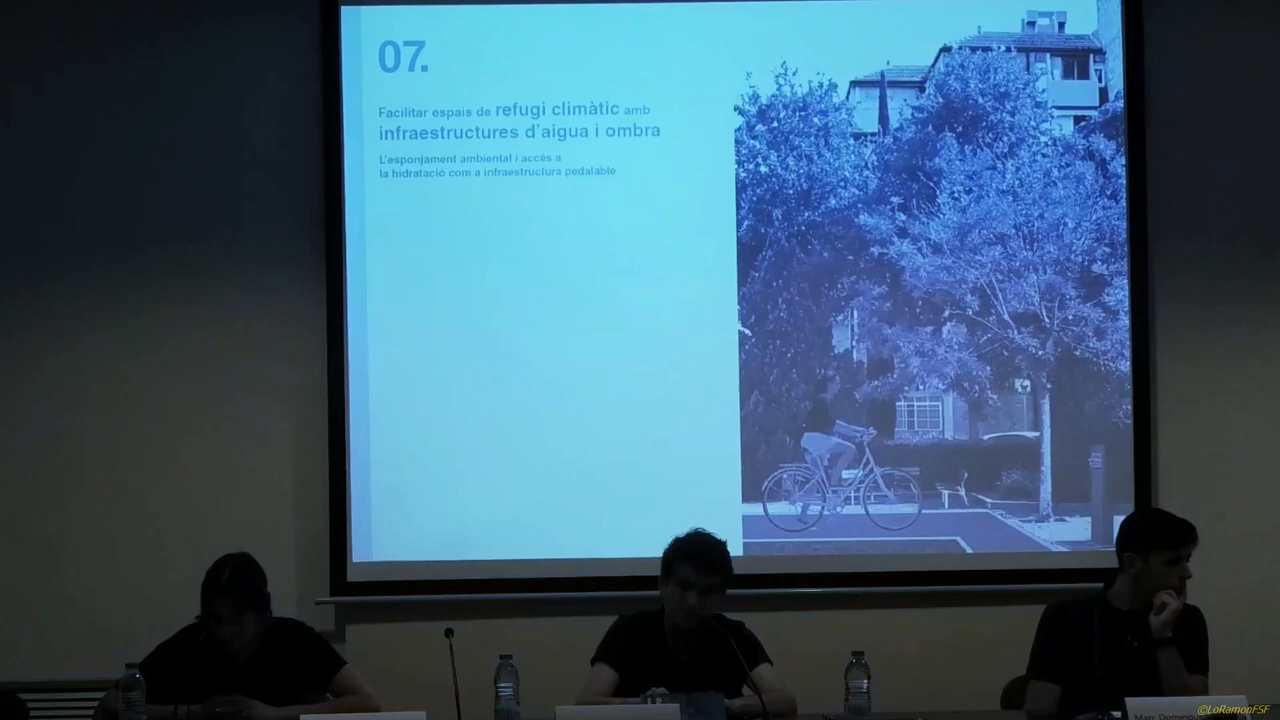 07.
Facilitar espais de refugi climàtic amb
infraestructures d'aigua i ombra
L'esponjament ambiental i accés a
la hidratació com a infraestructura pedalable
©LoRamonFSF